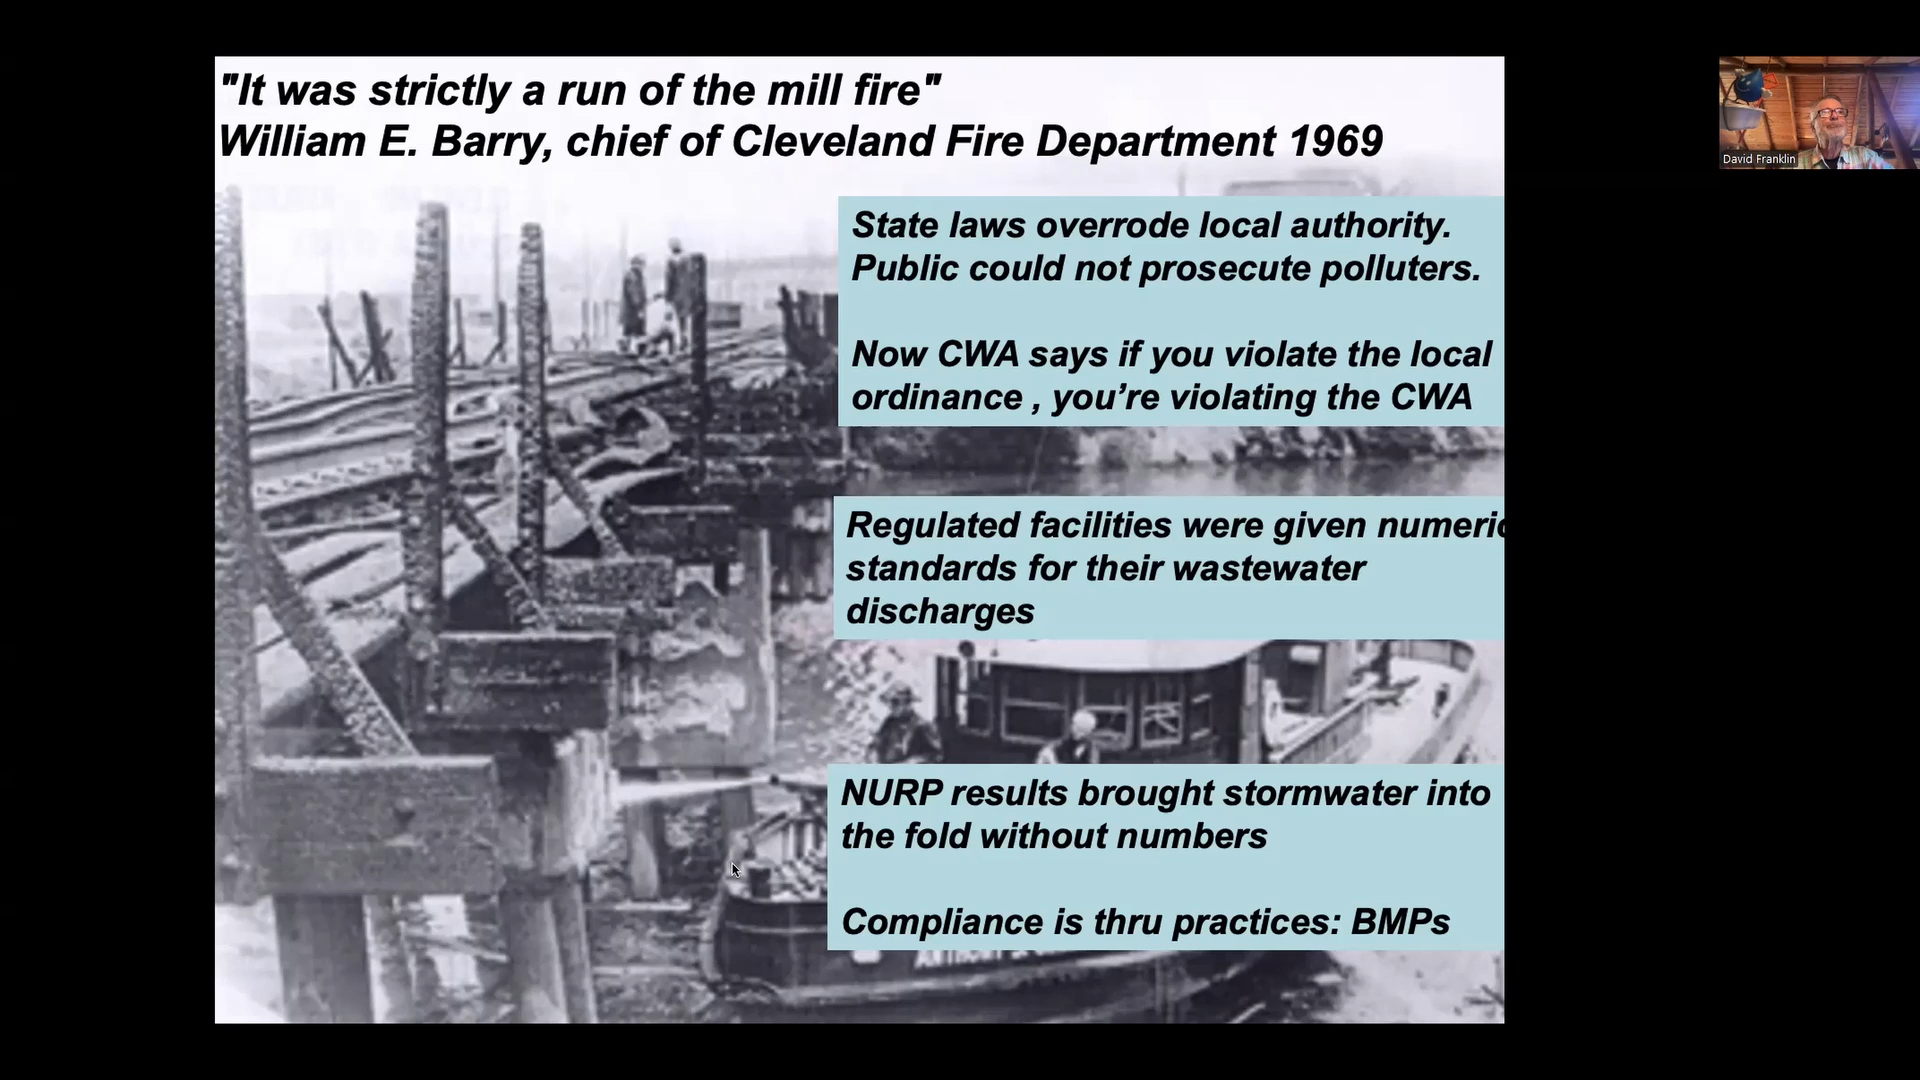 "It was strictly a run of the mill fire"
William E. Barry, chief of Cleveland Fire Department 1969
David Franklin
State laws overrode local authority.
Public could not prosecute polluters.
Now CWA says if you violate the local
ordinance , you’re violating the CWA
Regulated facilities were given numeric
standards for their wastewater
discharges
NURP results brought stormwater into
the fold without numbers
Compliance is thru practices: BMPs